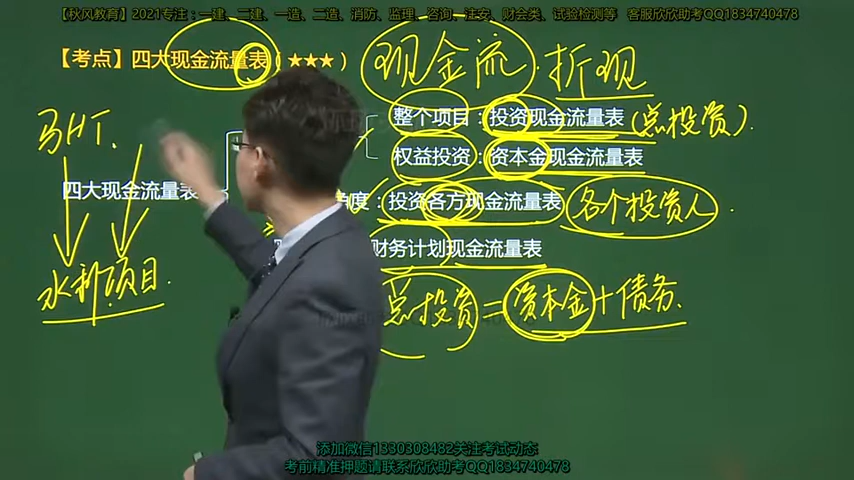 【秋风教育】2021专注：一建、二建、一造、二造、消防、监理、咨询、注安、财会类、试验检测等 客服欣欣助考QQ1834740478
【考点】四大现金流量表（★★★）
现金流.折现
整个项目：投资现金流量表(总投资).
权益投资：资本金现金流量表
四大现金流量表
度：投资各方现金流量表 各个投资人.
财务计划现金流量表
水利项目.
总投资=资本金+债务.
添加微信1330308482关注考试动态
考前精准押题请联系欣欣助考QQ1834740478